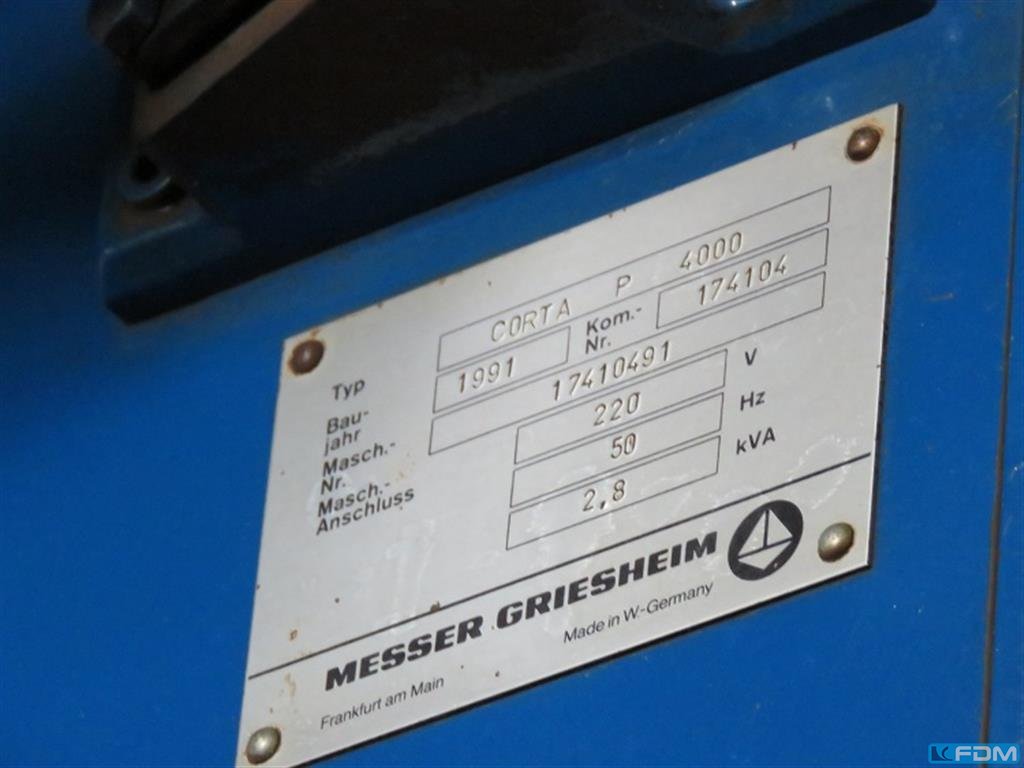 Typ CORTA P 4000
Bau-
jahr 1991 Kom.-
Nr. 174104
Masch.-
Nr. 17410491
Masch.-
Anschluss 220 V
50 Hz
2,8 kVA
MESSER GRIESHEIM
Frankfurt am Main Made in W.-Germany
FDM